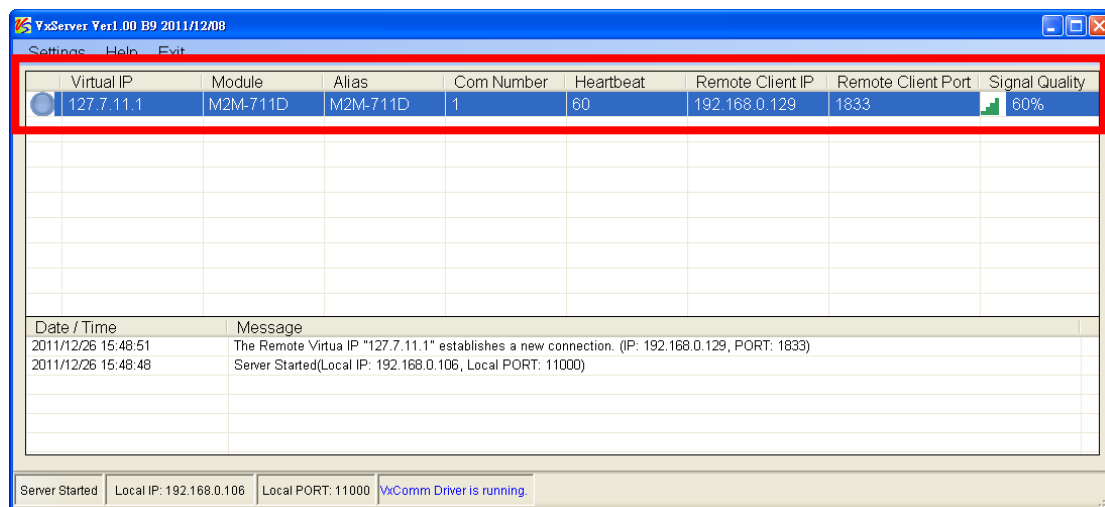 VxServer Ver1.00 B9 2011/12/08
Settings Help Exit
Virtual IP Module Alias Com Number Heartbeat Remote Client IP Remote Client Port Signal Quality
127.7.11.1 M2M-711D M2M-711D 1 60 192.168.0.129 1833 60%
Date / Time Message
2011/12/26 15:48:51 The Remote Virtua IP "127.7.11.1" establishes a new connection. (IP: 192.168.0.129, PORT: 1833)
2011/12/26 15:48:48 Server Started(Local IP: 192.168.0.106, Local PORT: 11000)
Server Started Local IP: 192.168.0.106 Local PORT: 11000 VxComm Driver is running.